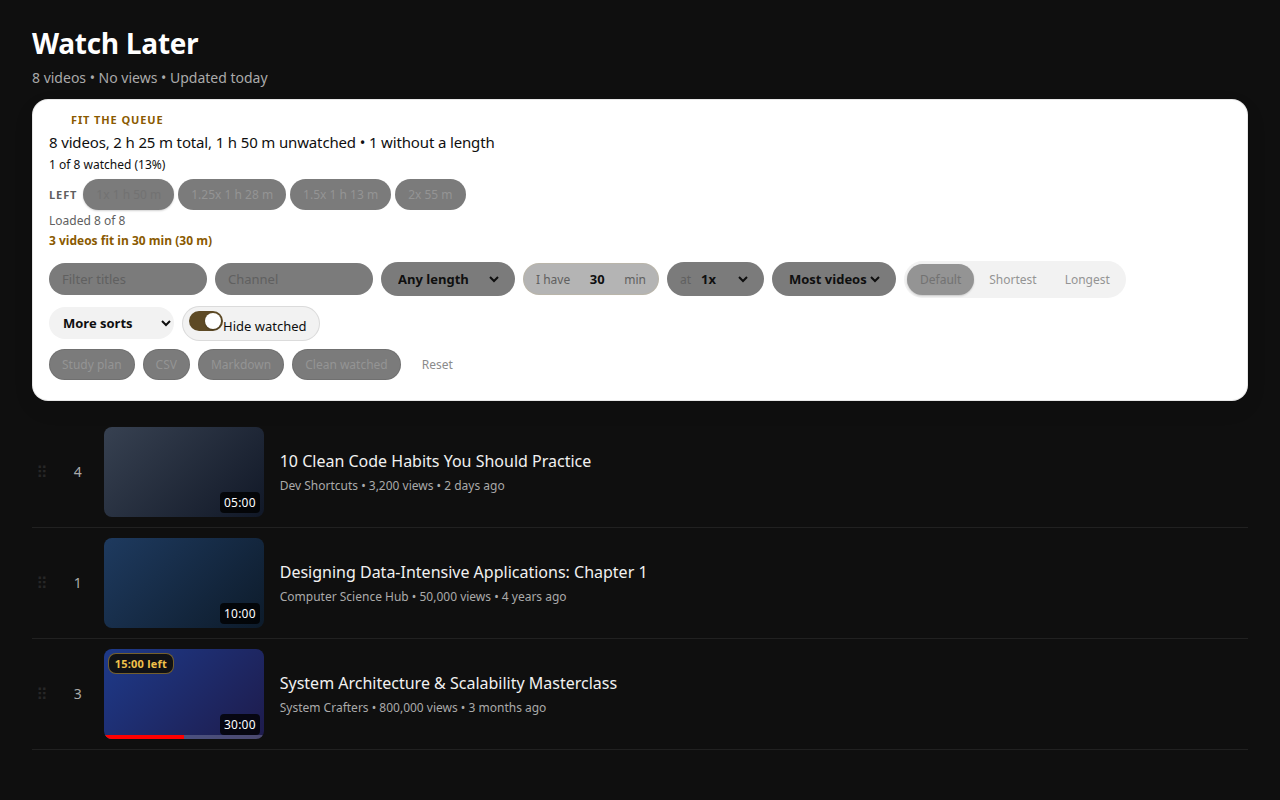 Watch Later
8 videos • No views • Updated today
FIT THE QUEUE
8 videos, 2 h 25 m total, 1 h 50 m unwatched • 1 without a length
1 of 8 watched (13%)
LEFT 1x 1 h 50 m 1.25x 1 h 28 m 1.5x 1 h 13 m 2x 55 m
Loaded 8 of 8
3 videos fit in 30 min (30 m)
Filter titles Channel Any length I have 30 min at 1x Most videos Default Shortest Longest
More sorts Hide watched
Study plan CSV Markdown Clean watched Reset
4 05:00 10 Clean Code Habits You Should Practice
Dev Shortcuts • 3,200 views • 2 days ago
1 10:00 Designing Data-Intensive Applications: Chapter 1
Computer Science Hub • 50,000 views • 4 years ago
15:00 left
3 30:00 System Architecture & Scalability Masterclass
System Crafters • 800,000 views • 3 months ago